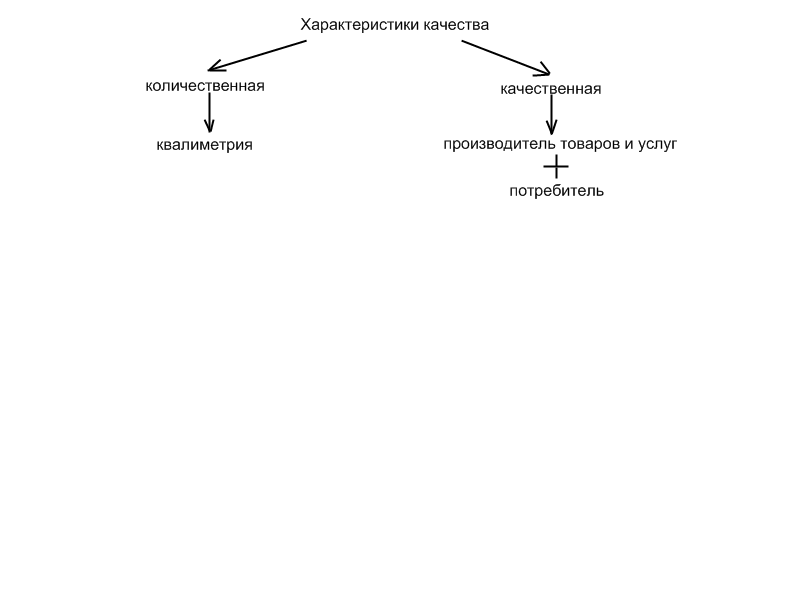 Характеристики качества
количественная
качественная
квалиметрия
производитель товаров и услуг
+
потребитель